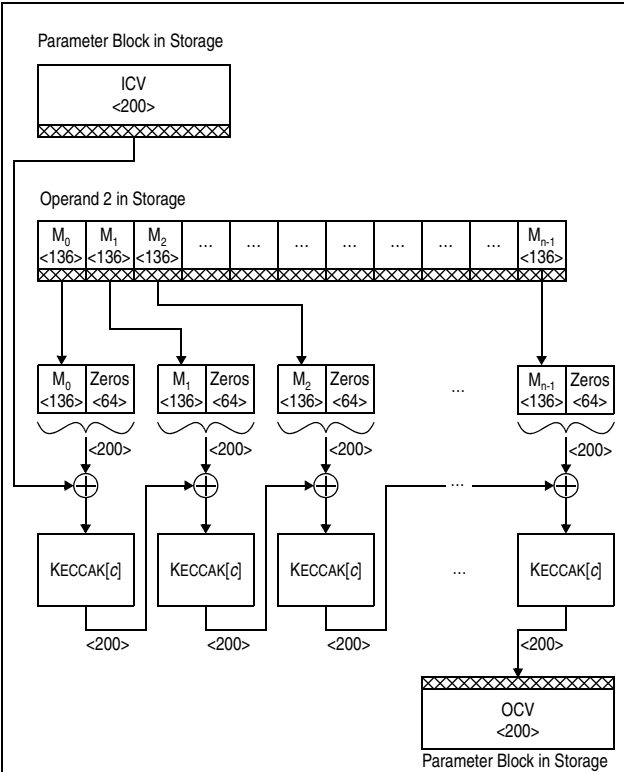 Parameter Block in Storage
ICV
<200>
Operand 2 in Storage
M0 M1 M2 ... ... ... ... ... ... ... Mn-1
<136> <136> <136> <136>
M0 Zeros M1 Zeros M2 Zeros ... Mn-1 Zeros
<136> <64> <136> <64> <136> <64> <136> <64>
<200> <200> <200> <200>
...
KECCAK[c] KECCAK[c] KECCAK[c] ... KECCAK[c]
<200> <200> <200> <200>
OCV
<200>
Parameter Block in Storage